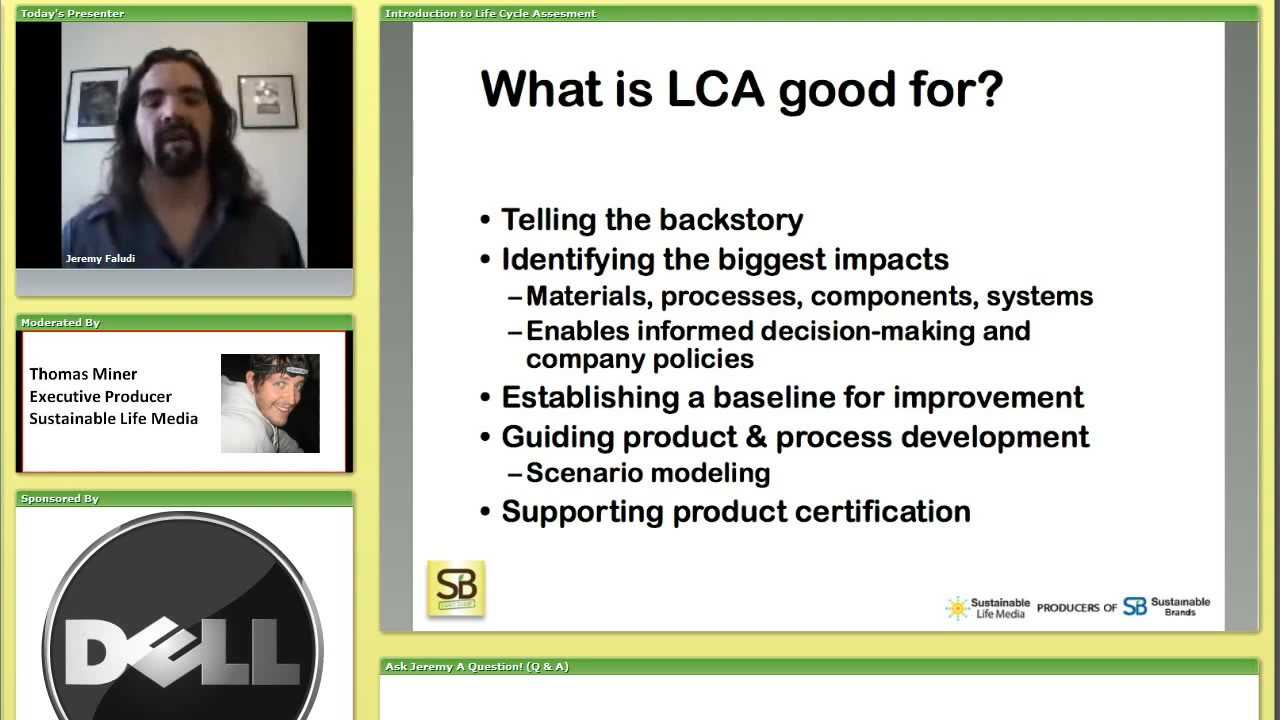 Today's Presenter
Jeremy Faludi
Moderated By
Thomas Miner
Executive Producer
Sustainable Life Media
Sponsored By
DELL
Introduction to Life Cycle Assesment
What is LCA good for?
• Telling the backstory
• Identifying the biggest impacts
–Materials, processes, components, systems
–Enables informed decision-making and
company policies
• Establishing a baseline for improvement
• Guiding product & process development
–Scenario modeling
• Supporting product certification
SB
Sustainable
Life Media
PRODUCERS OF
SB
Sustainable
Brands
Ask Jeremy A Question! (Q & A)